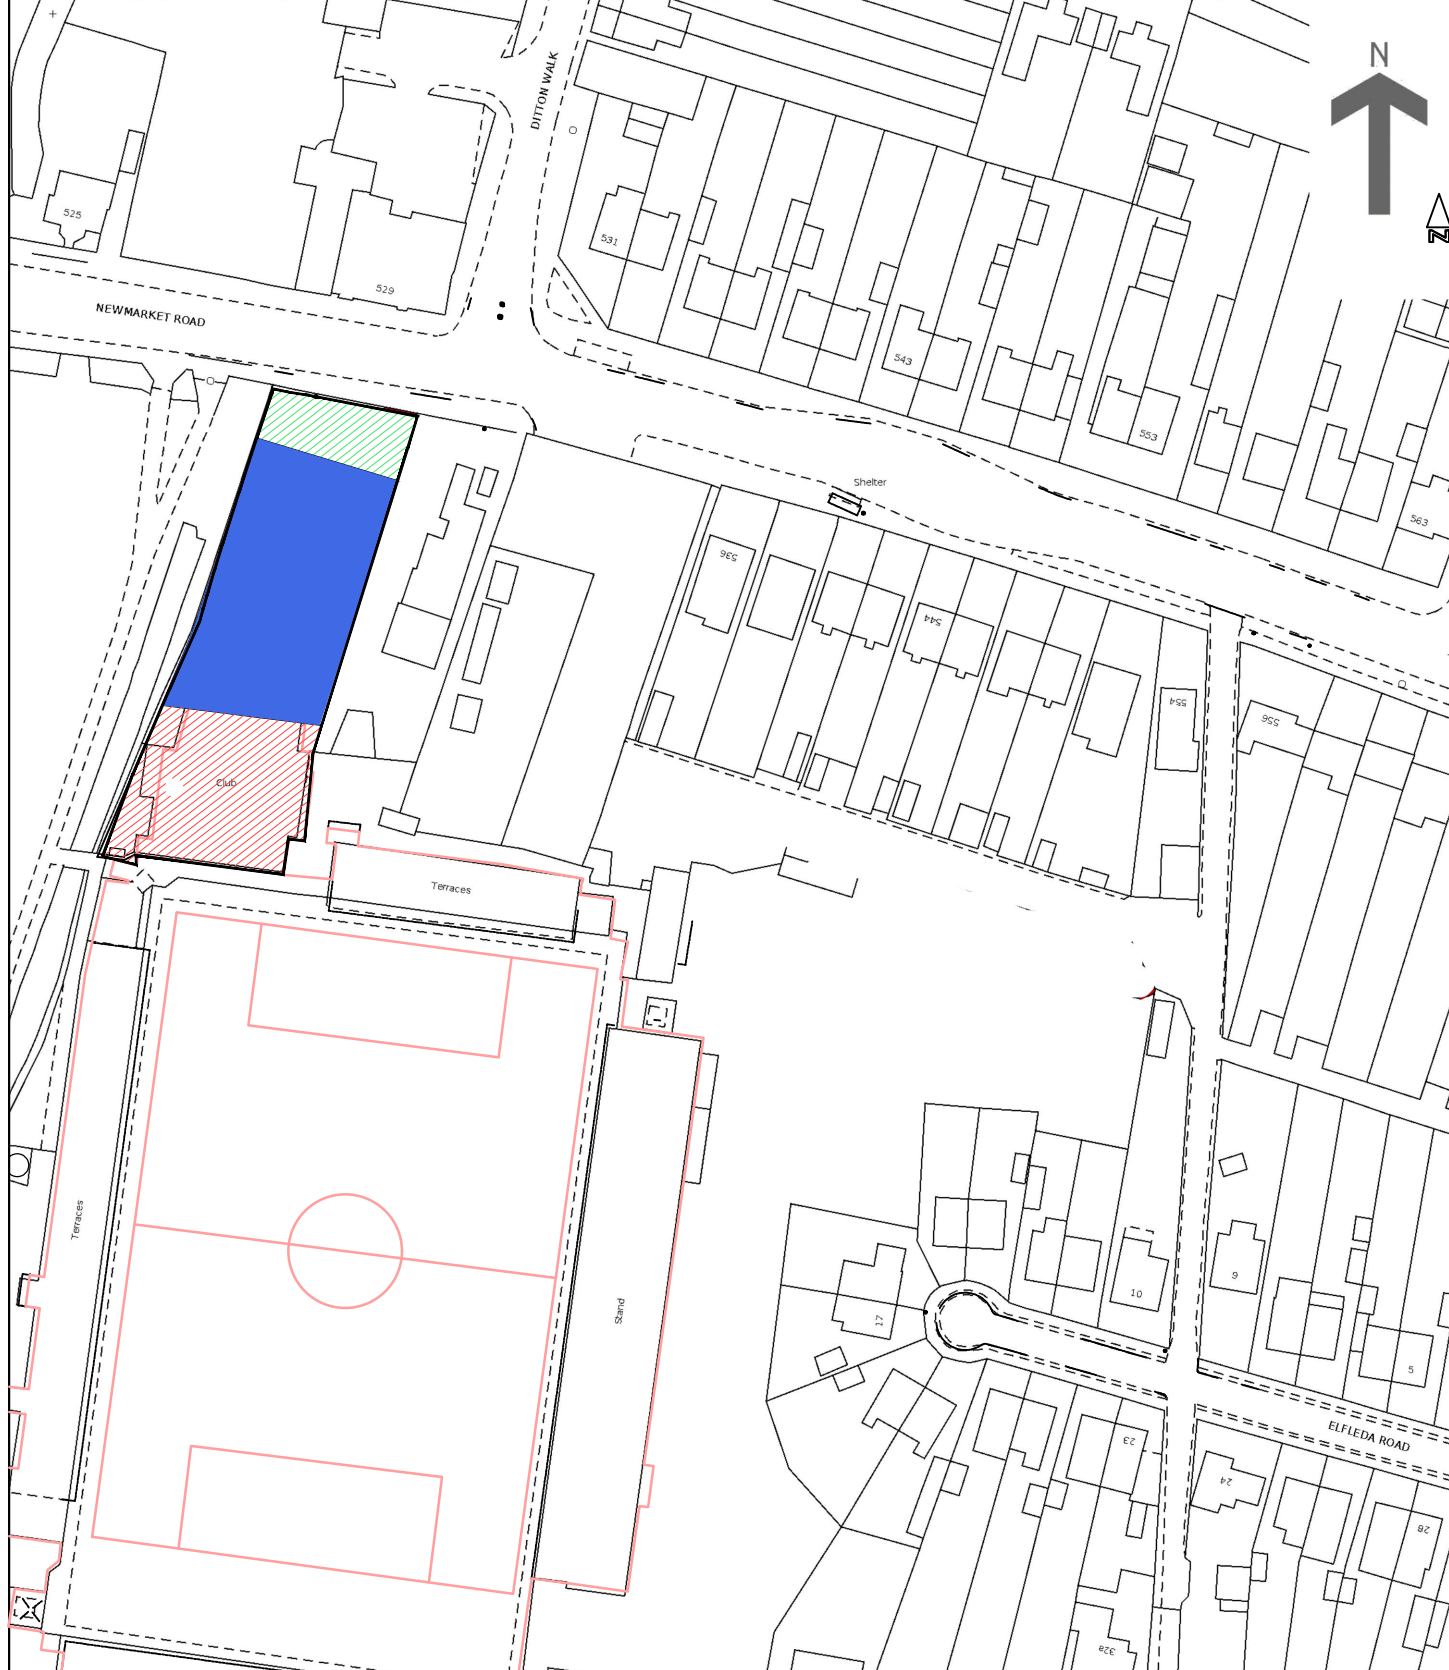 N
DITTON WALK
525
531
N
529
NEWMARKET ROAD
543
553
Shelter
563
536
544
554
556
Club
Terraces
Terraces
Stand
9
10
17
5
ELFLEDA ROAD
23
24
28
32a